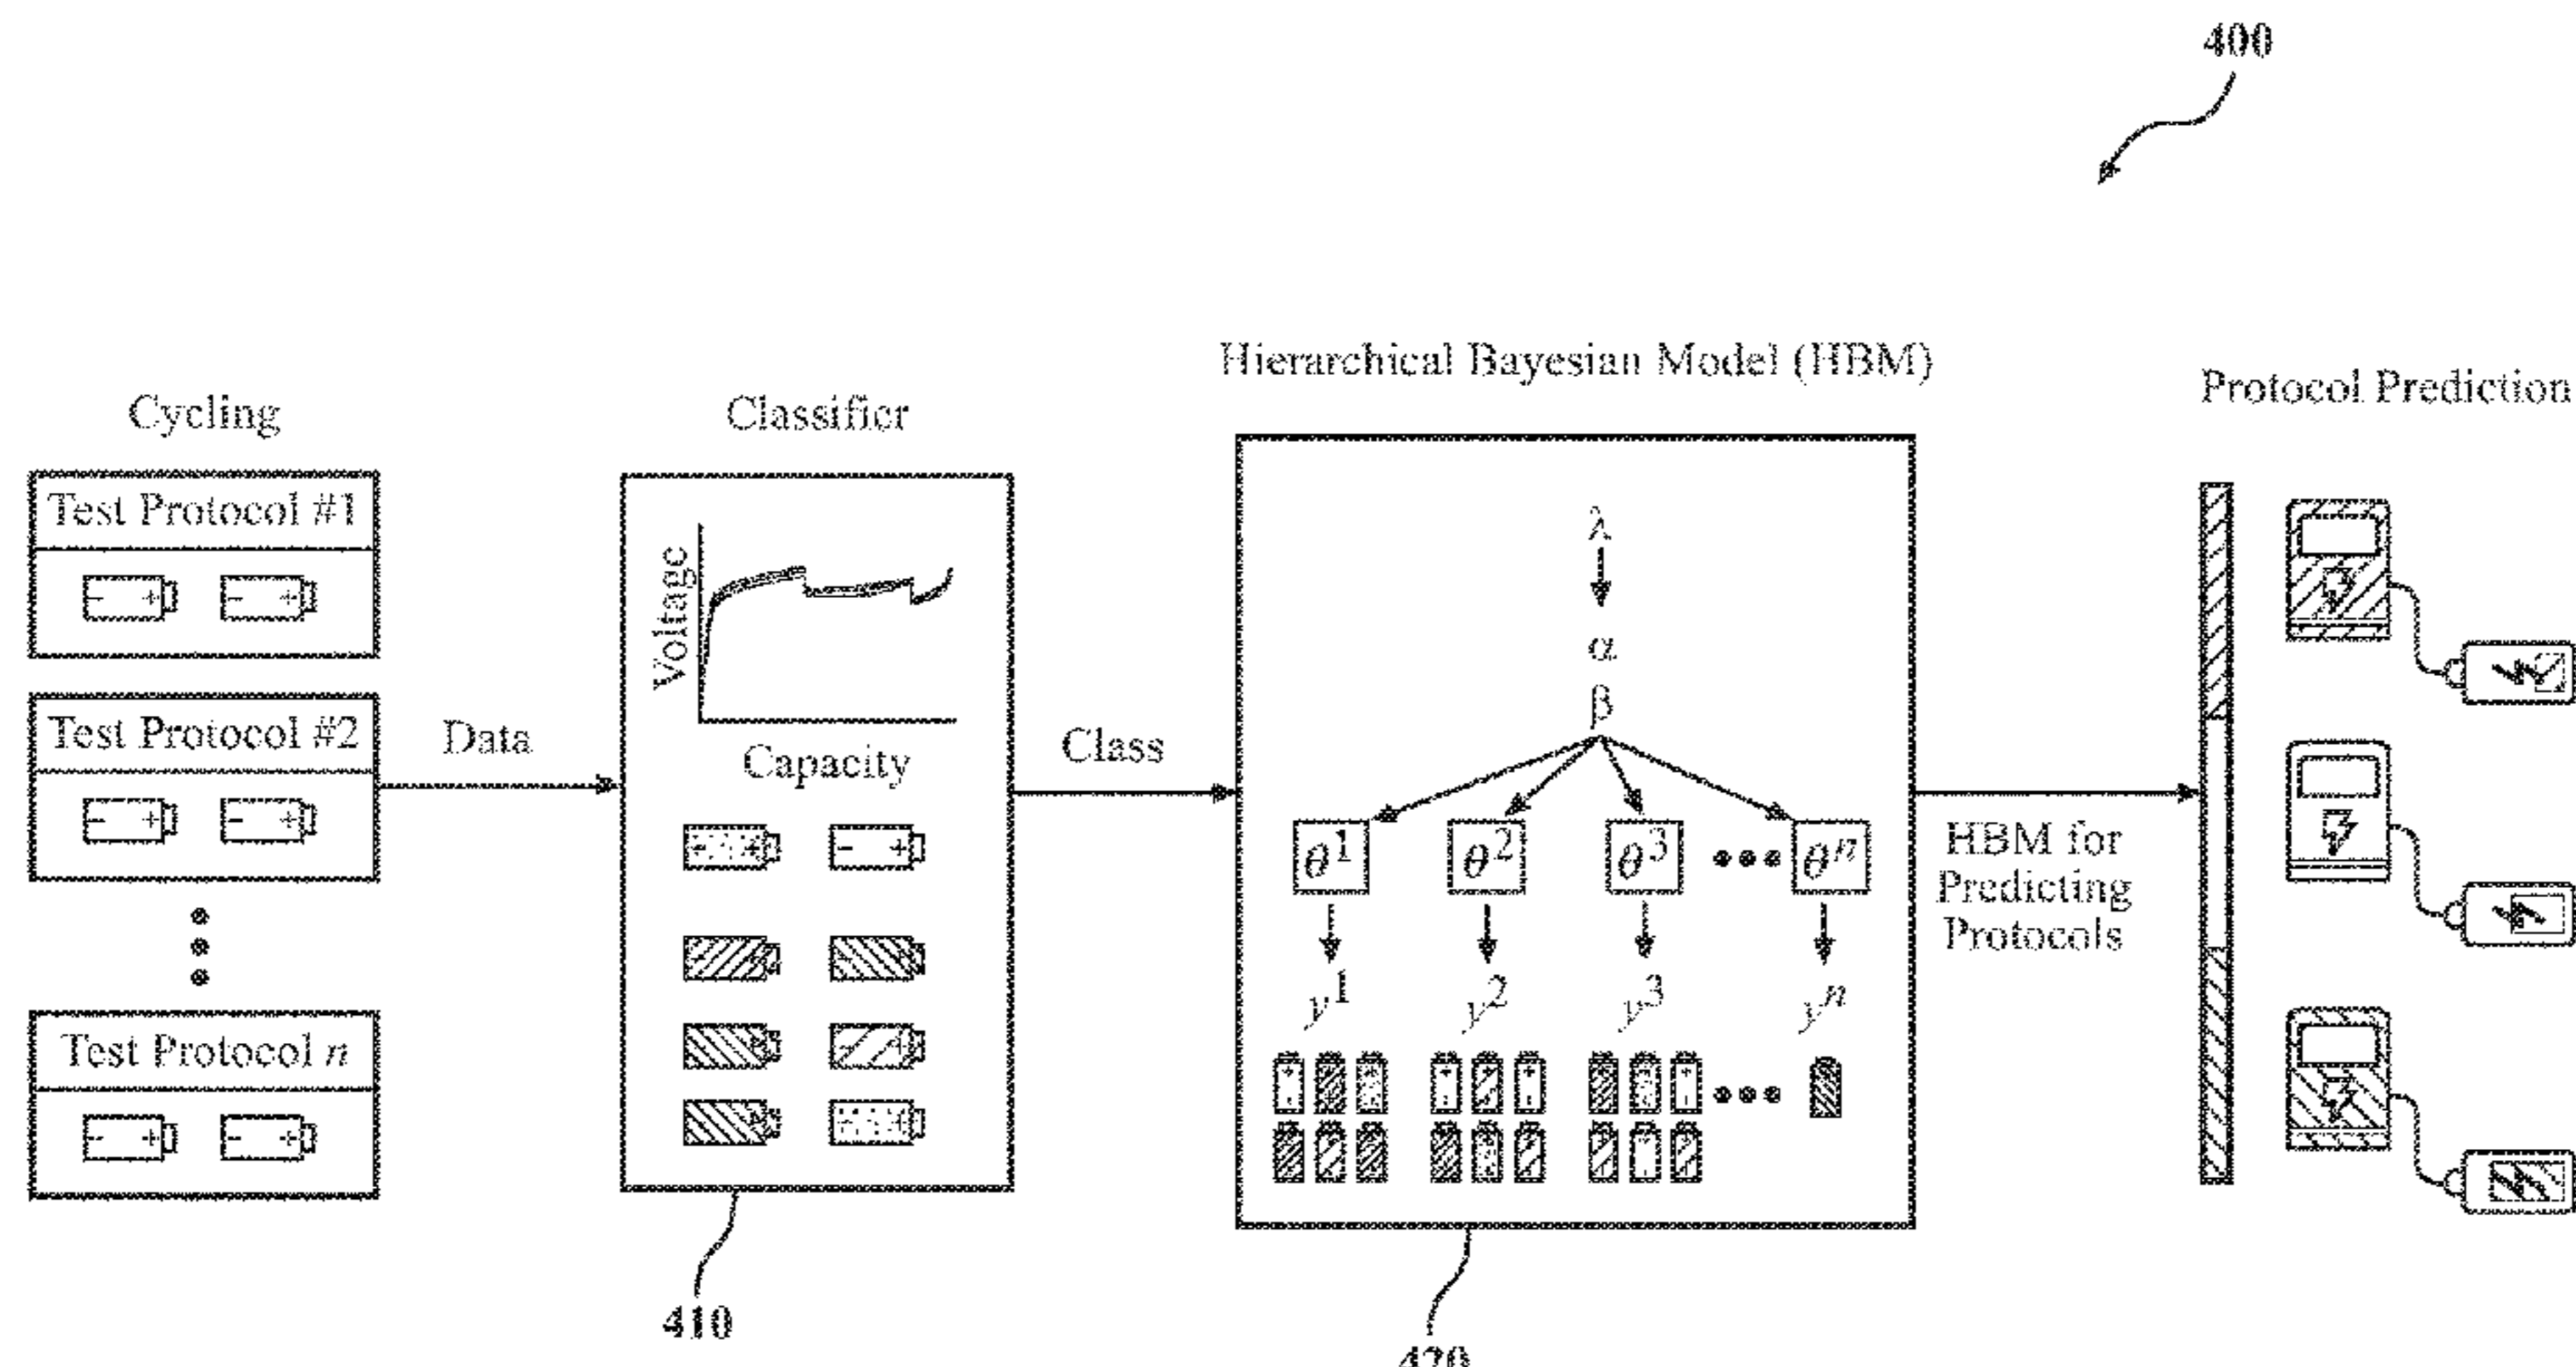 400
Cycling
Test Protocol #1
Test Protocol #2
Test Protocol n
Data
Classifier
Voltage
Capacity
410
Class
Hierarchical Bayesian Model (HBM)
λ
α
β
θ¹ θ² θ³ ••• θⁿ
y¹ y² y³ yⁿ
420
HBM for
Predicting
Protocols
Protocol Prediction